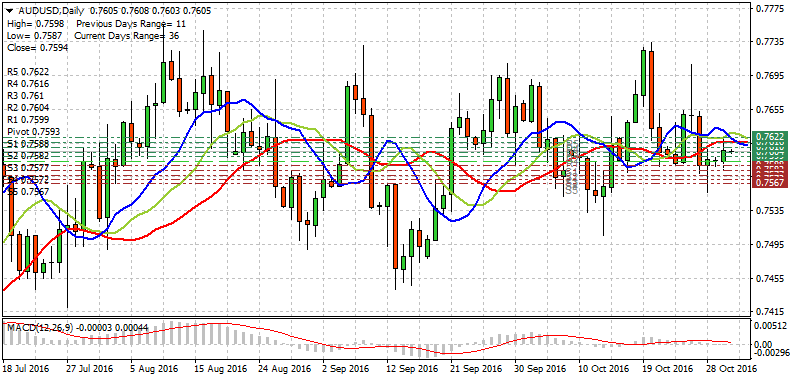 AUDUSD,Daily 0.7605 0.7608 0.7603 0.7605
High= 0.7598 Previous Days Range= 11
Low= 0.7587 Current Days Range= 36
Close= 0.7594
R5 0.7622
R4 0.7616
R3 0.761
R2 0.7604
R1 0.7599
Pivot 0.7593
S1 0.7588
S2 0.7582
S3 0.7577
S5 0.7567
0.7775
0.7735
0.7695
0.7655
0.7622
0.7567
0.7535
0.7495
0.7455
0.7415
MACD(12,26,9) -0.00003 0.00044
0.00512
0.00
-0.00296
18 Jul 2016
27 Jul 2016
5 Aug 2016
15 Aug 2016
24 Aug 2016
2 Sep 2016
12 Sep 2016
21 Sep 2016
30 Sep 2016
10 Oct 2016
19 Oct 2016
28 Oct 2016